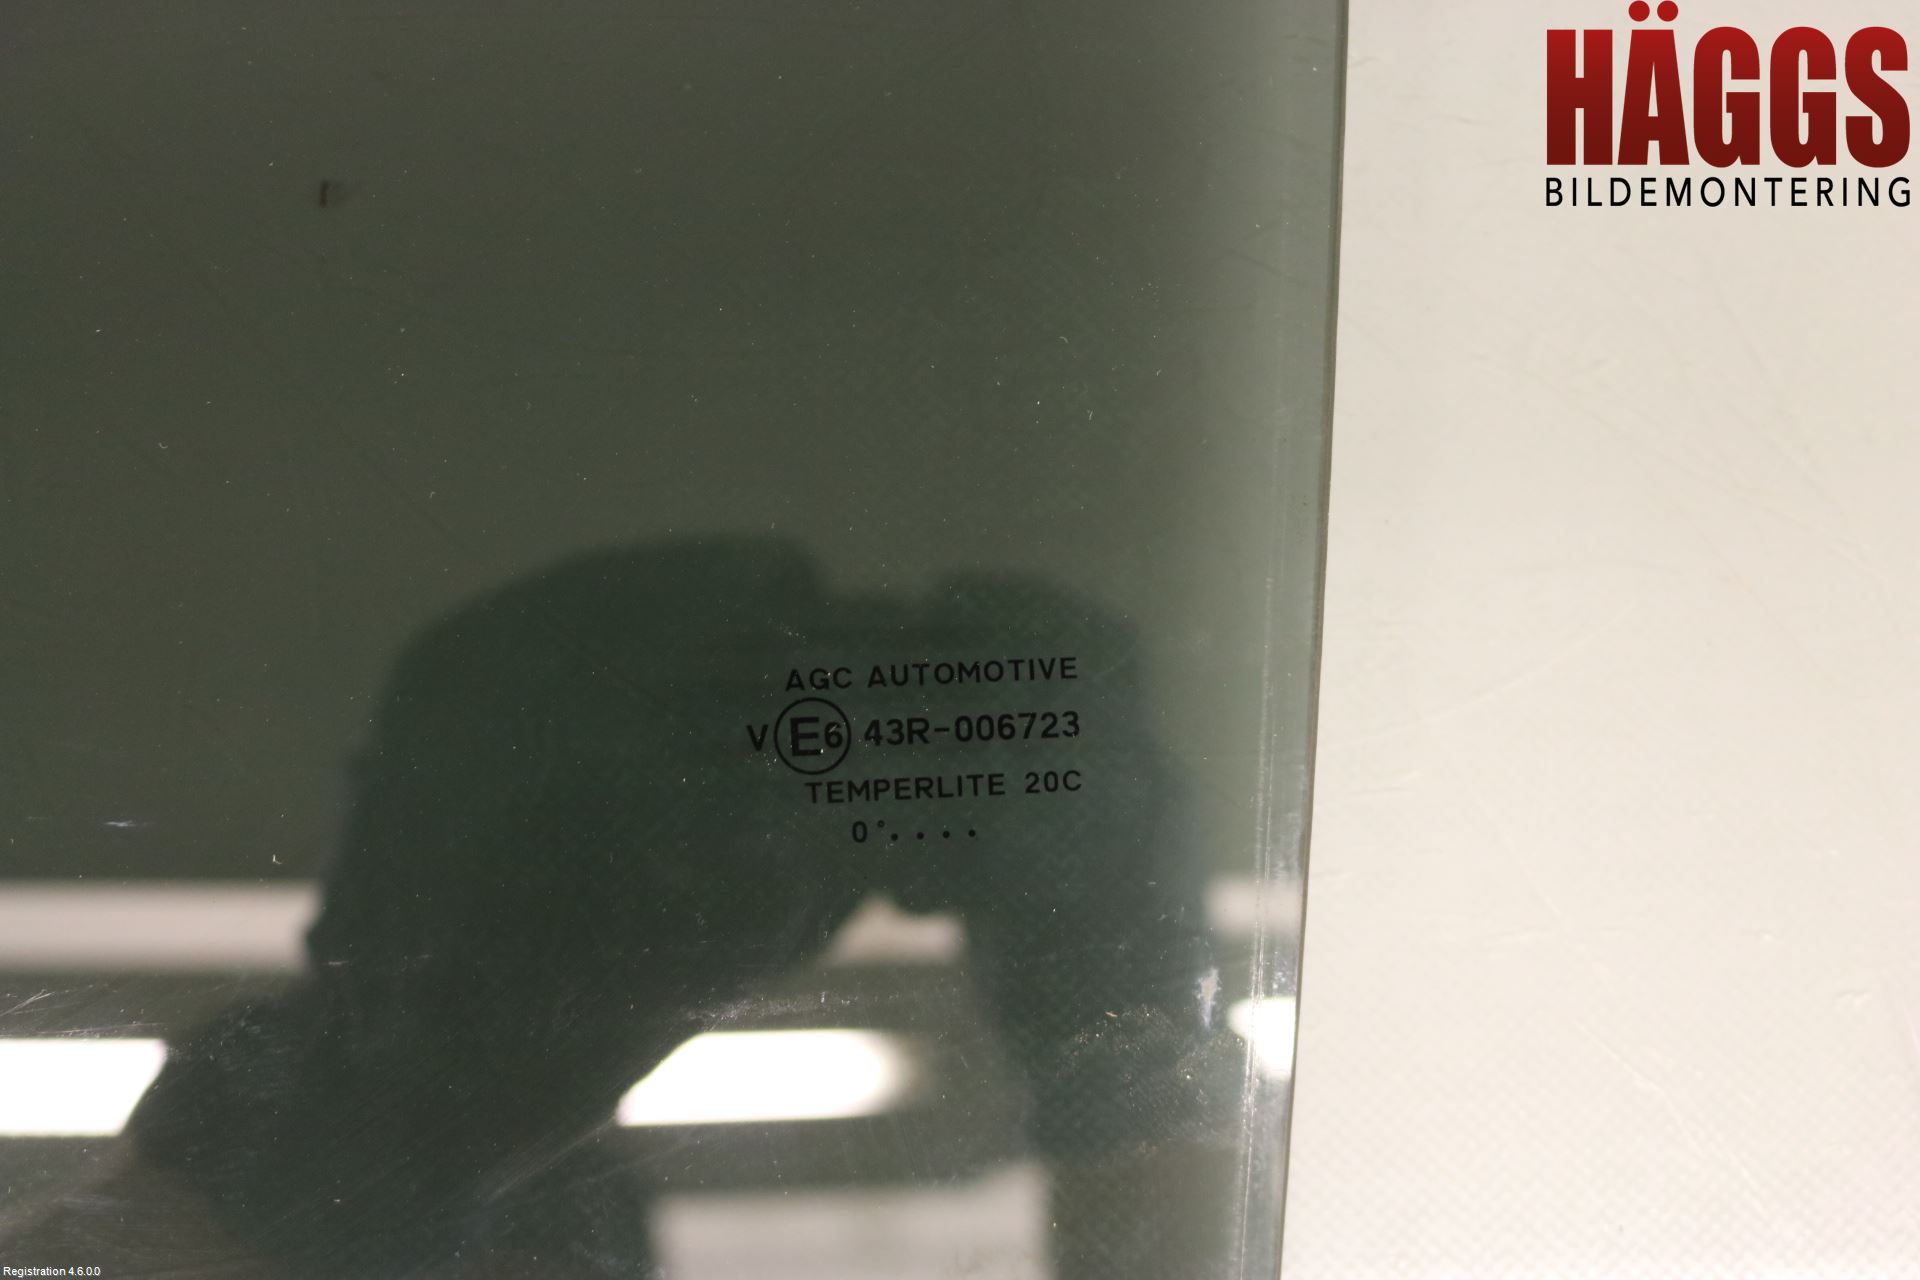 HÄGGS
BILDEMONTERING
AGC AUTOMOTIVE
V E6 43R-006723
TEMPERLITE 20C
0°. . . .
Registration 4.6.0.0